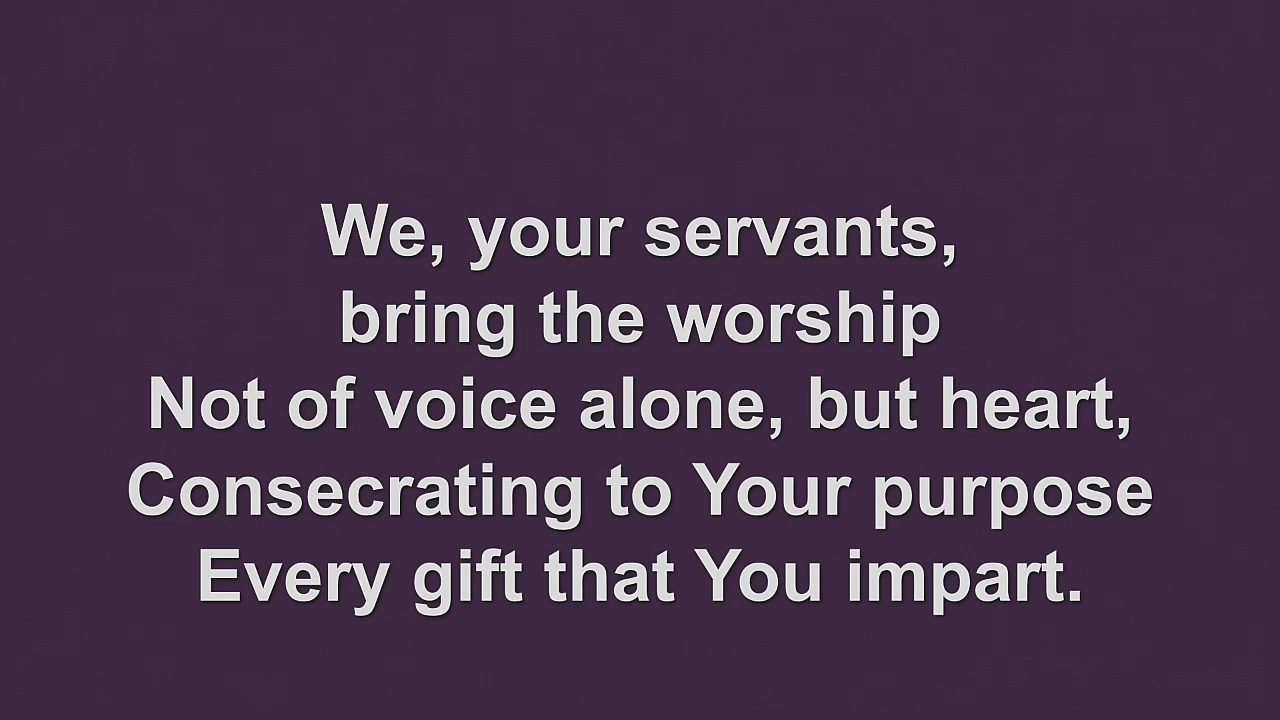 We, your servants,
bring the worship
Not of voice alone, but heart,
Consecrating to Your purpose
Every gift that You impart.